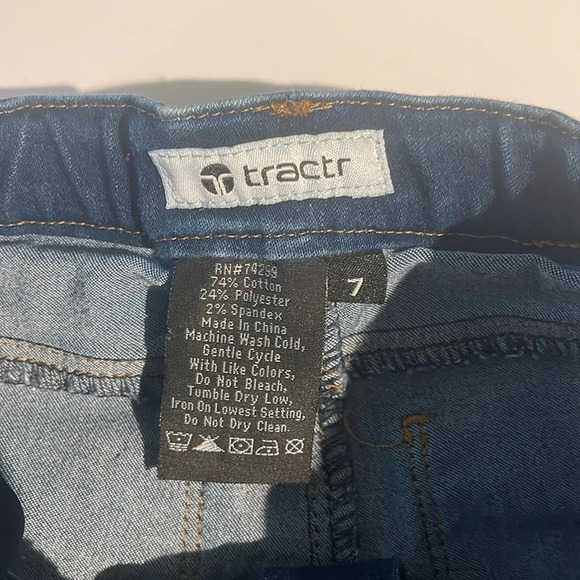 tractr
RN#74299
74% Cotton
24% Polyester
2% Spandex
Made In China
Machine Wash Cold,
Gentle Cycle
With Like Colors,
Do Not Bleach,
Tumble Dry Low,
Iron On Lowest Setting,
Do Not Dry Clean.
7